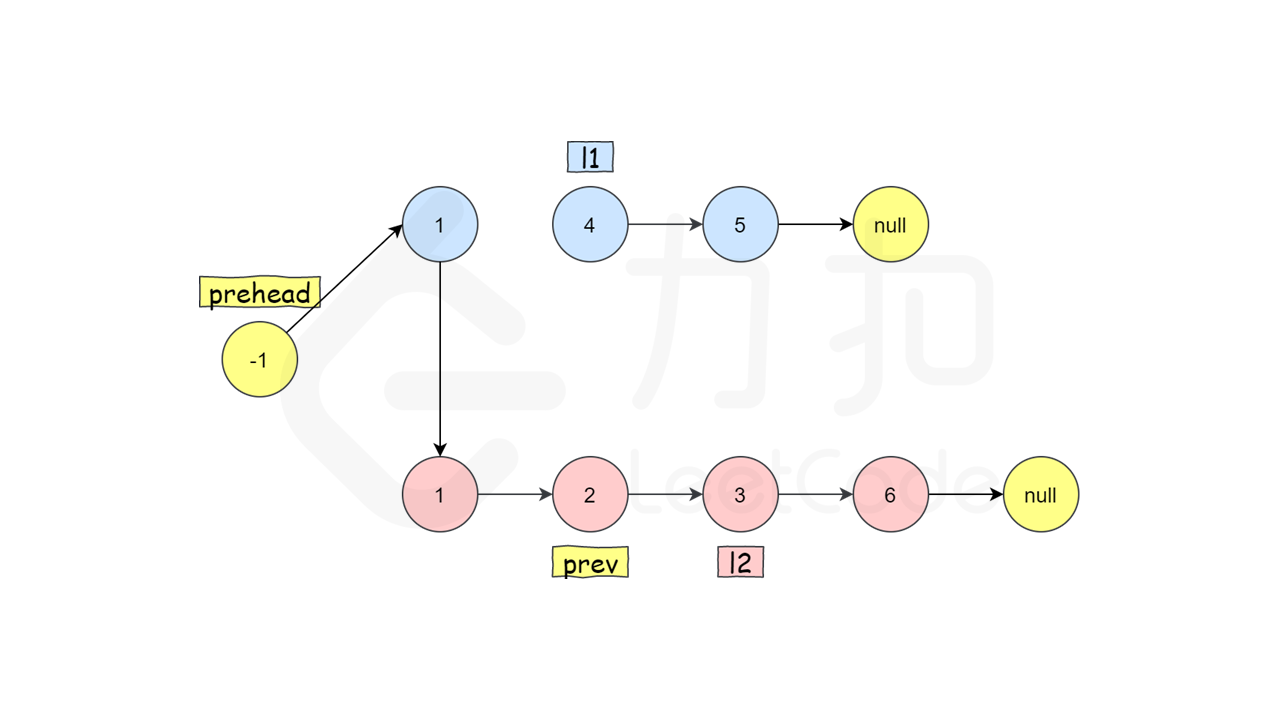 l1
1
4
5
null
prehead
-1
力扣
LeetCode
1
2
3
6
null
prev
l2